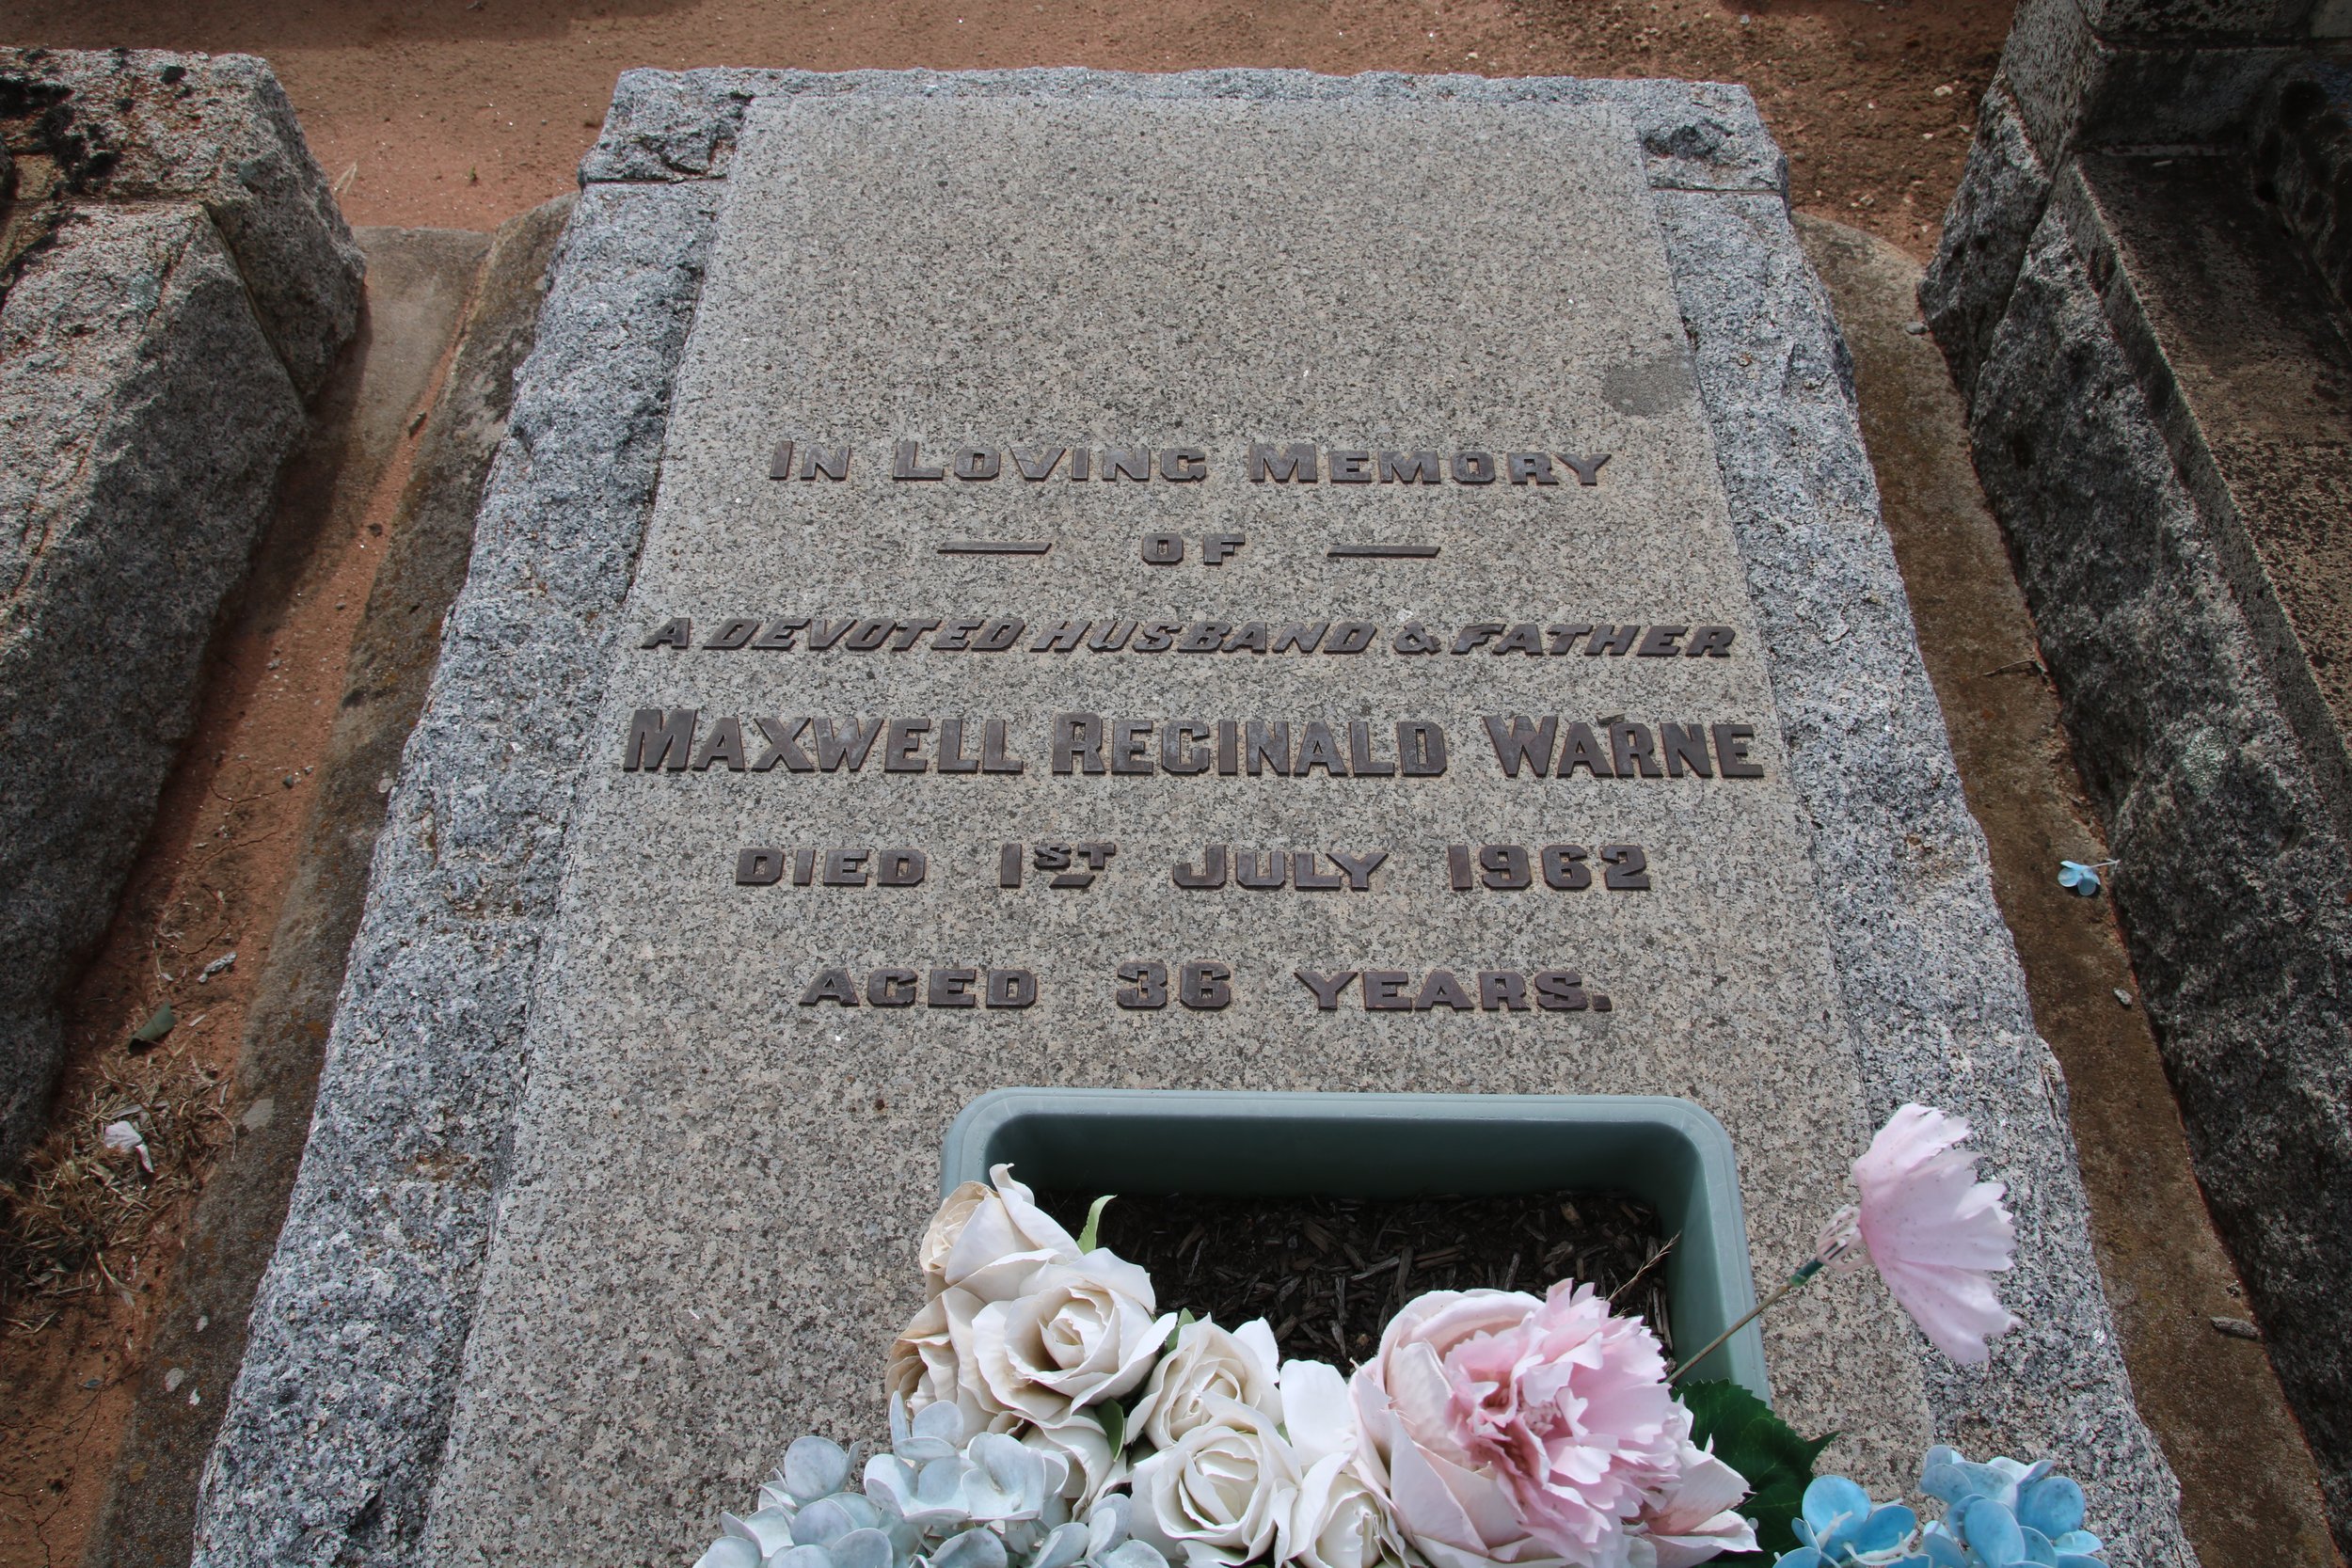 In Loving Memory
— OF —
A DEVOTED HUSBAND & FATHER
MAXWELL REGINALD WARNE
DIED 1ST JULY 1962
AGED 36 YEARS.